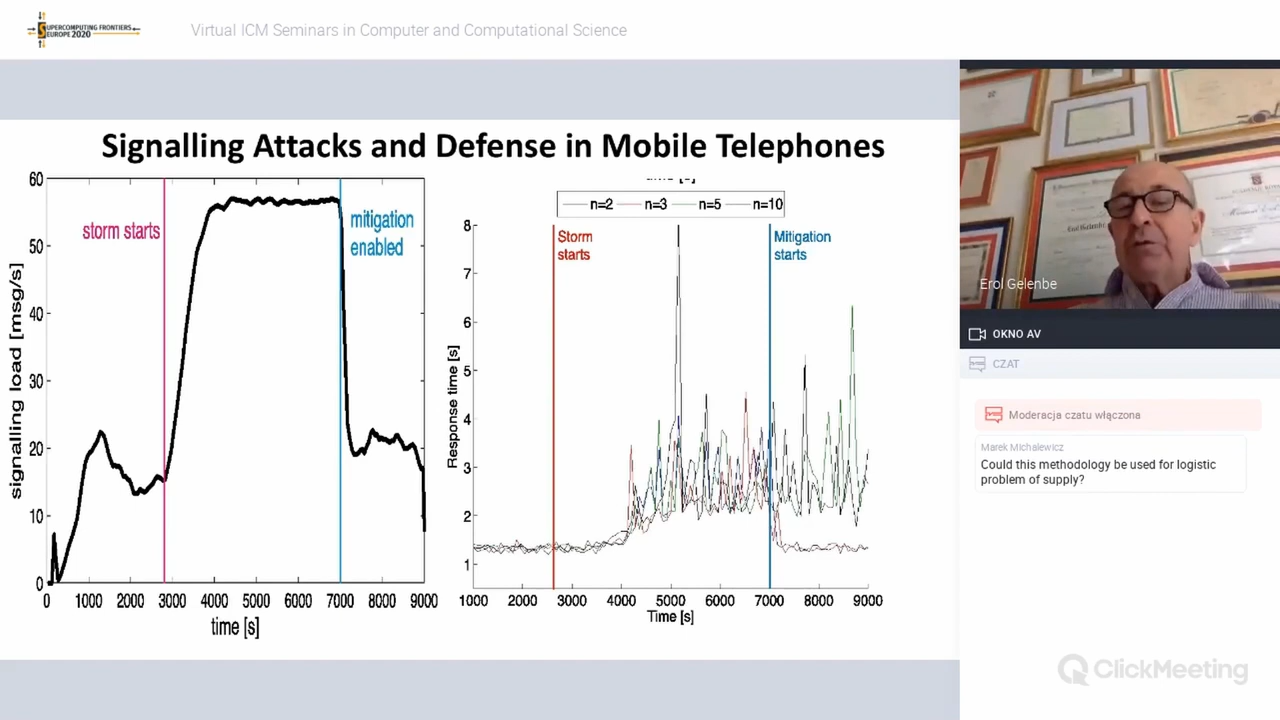 SUPERCOMPUTING FRONTIERS
EUROPE 2020
Virtual ICM Seminars in Computer and Computational Science
Signalling Attacks and Defense in Mobile Telephones
signalling load [msg/s]
60
50
40
30
20
10
0
storm starts
mitigation
enabled
0 1000 2000 3000 4000 5000 6000 7000 8000 9000
time [s]
n=2 n=3 n=5 n=10
Response time [s]
8
7
6
5
4
3
2
1
Storm
starts
Mitigation
starts
1000 2000 3000 4000 5000 6000 7000 8000 9000
Time [s]
Erol Gelenbe
OKNO AV
CZAT
Moderacja czatu włączona
Marek Michalewicz
Could this methodology be used for logistic
problem of supply?
ClickMeeting